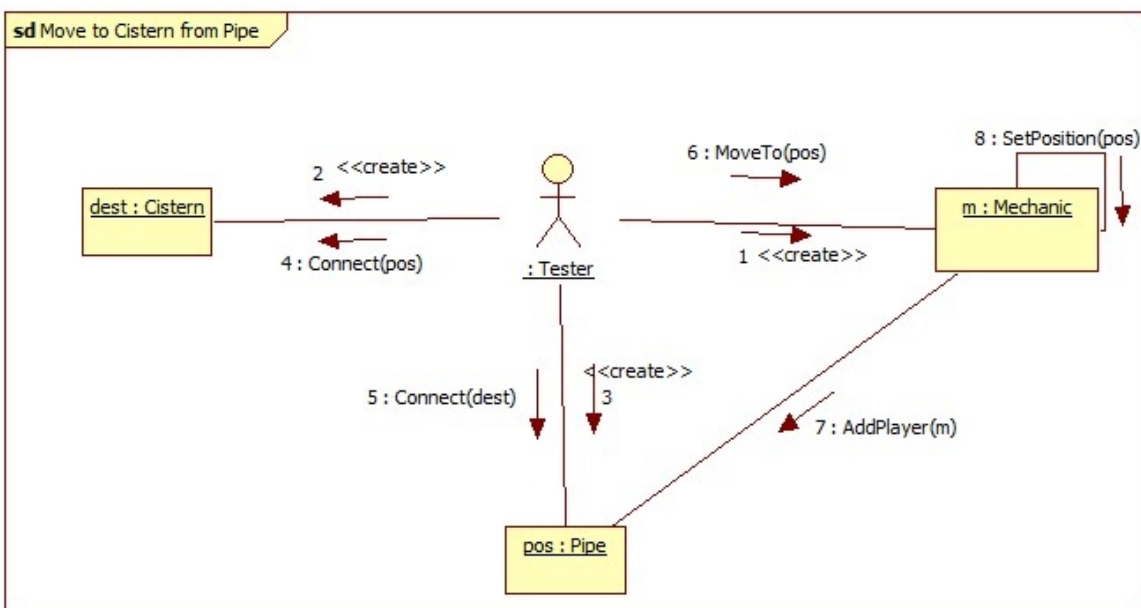 sd Move to Cistern from Pipe
8 : SetPosition(pos)
6 : MoveTo(pos)
2 <<create>>
dest : Cistern
m : Mechanic
4 : Connect(pos)
: Tester
1 <<create>>
<<create>>
5 : Connect(dest)
3
7 : AddPlayer(m)
pos : Pipe